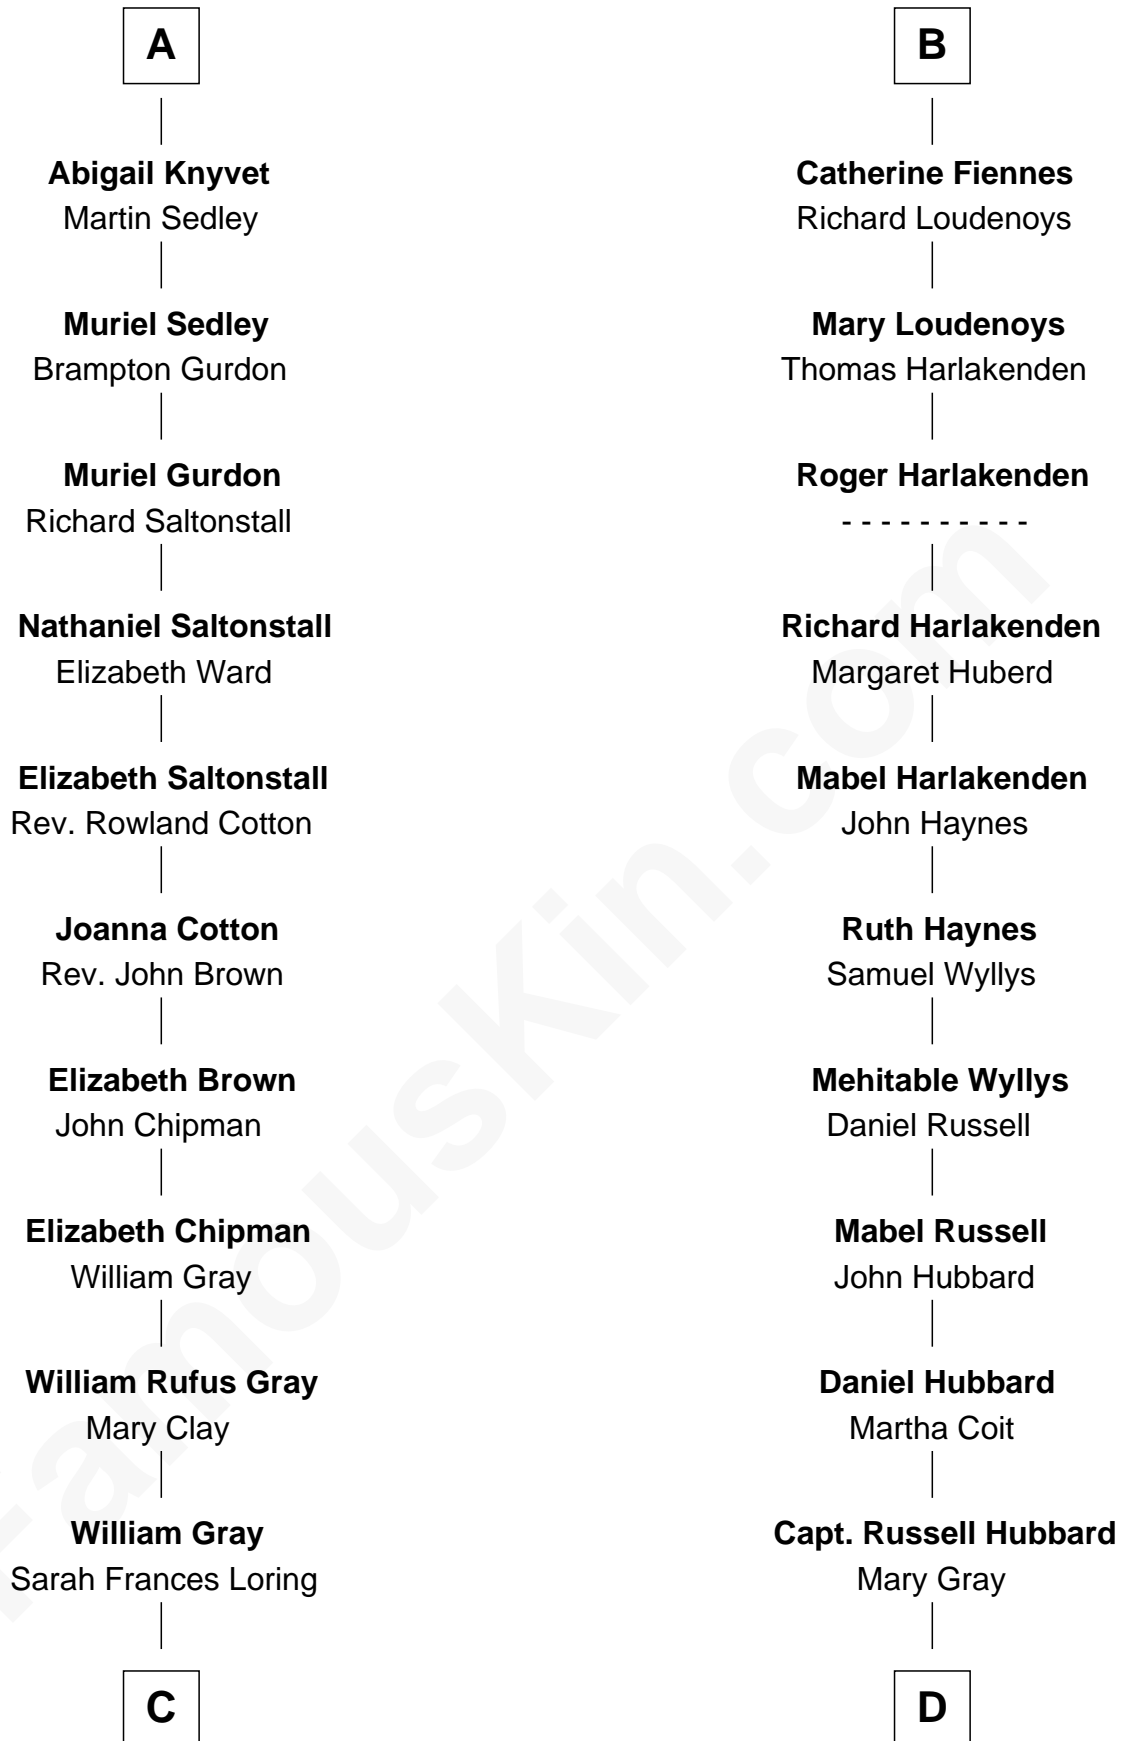 A
Abigail Knyvet
Martin Sedley
Muriel Sedley
Brampton Gurdon
Muriel Gurdon
Richard Saltonstall
Nathaniel Saltonstall
Elizabeth Ward
Elizabeth Saltonstall
Rev. Rowland Cotton
Joanna Cotton
Rev. John Brown
Elizabeth Brown
John Chipman
Elizabeth Chipman
William Gray
William Rufus Gray
Mary Clay
William Gray
Sarah Frances Loring
C
B
Catherine Fiennes
Richard Loudenoys
Mary Loudenoys
Thomas Harlakenden
Roger Harlakenden
- - - - - - - - - -
Richard Harlakenden
Margaret Huberd
Mabel Harlakenden
John Haynes
Ruth Haynes
Samuel Wyllys
Mehitable Wyllys
Daniel Russell
Mabel Russell
John Hubbard
Daniel Hubbard
Martha Coit
Capt. Russell Hubbard
Mary Gray
D
FamousKin.com